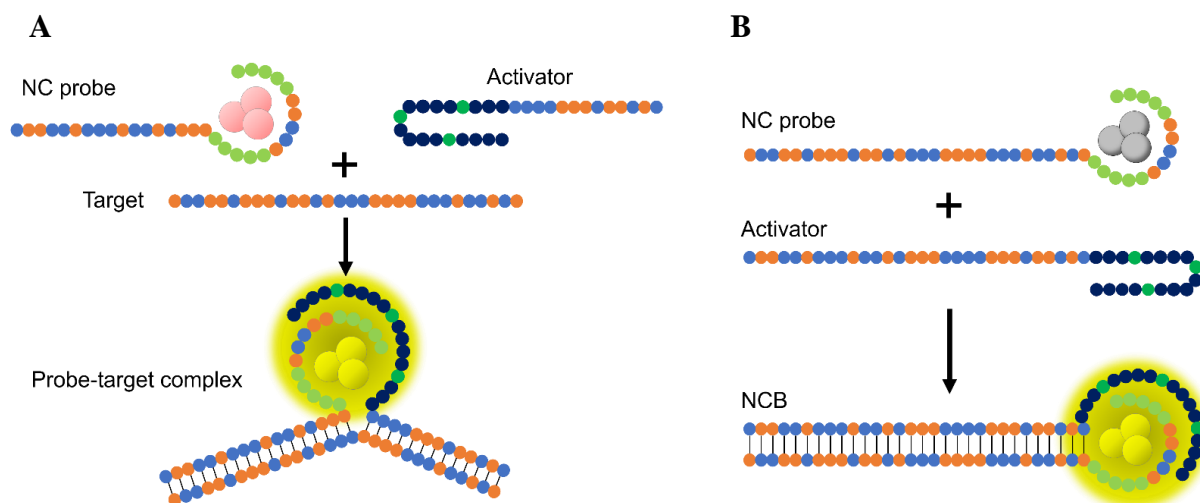 A
NC probe
Activator
+
Target
Probe-target complex
B
NC probe
+
Activator
NCB